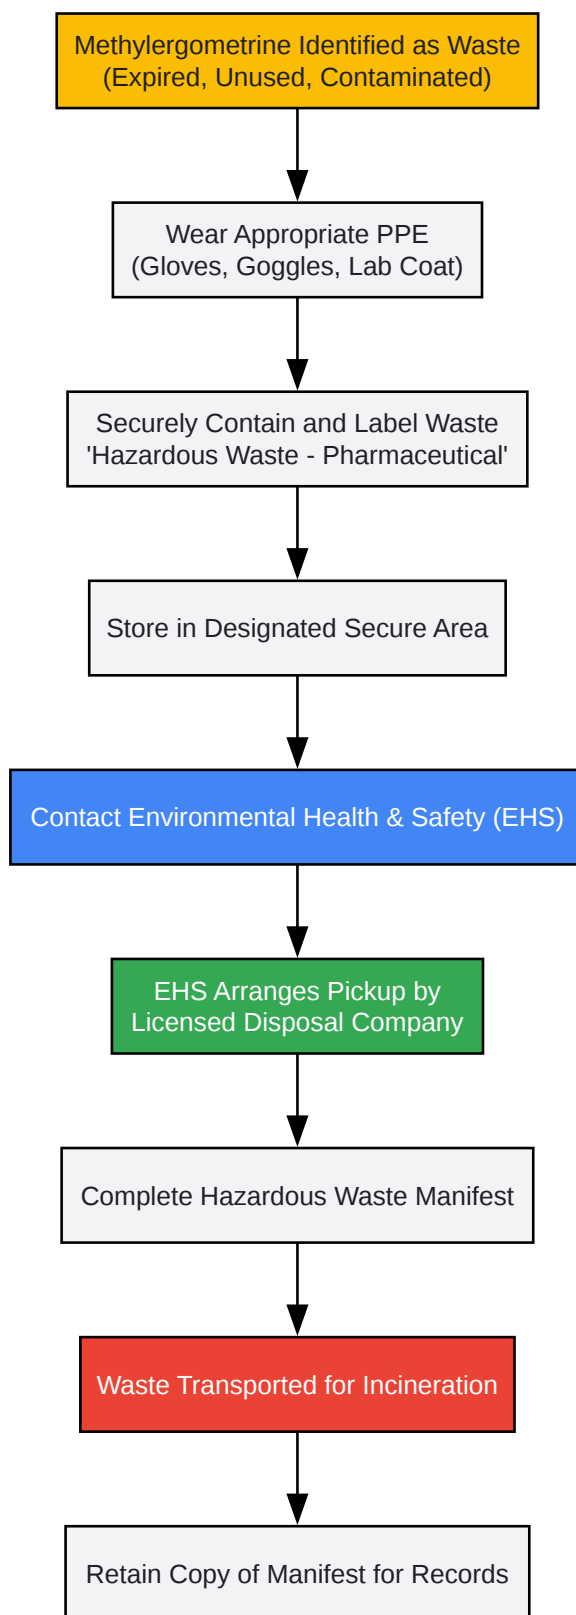 Methylergometrine Identified as Waste
(Expired, Unused, Contaminated)
Wear Appropriate PPE
(Gloves, Goggles, Lab Coat)
Securely Contain and Label Waste
'Hazardous Waste - Pharmaceutical'
Store in Designated Secure Area
Contact Environmental Health & Safety (EHS)
EHS Arranges Pickup by
Licensed Disposal Company
Complete Hazardous Waste Manifest
Waste Transported for Incineration
Retain Copy of Manifest for Records